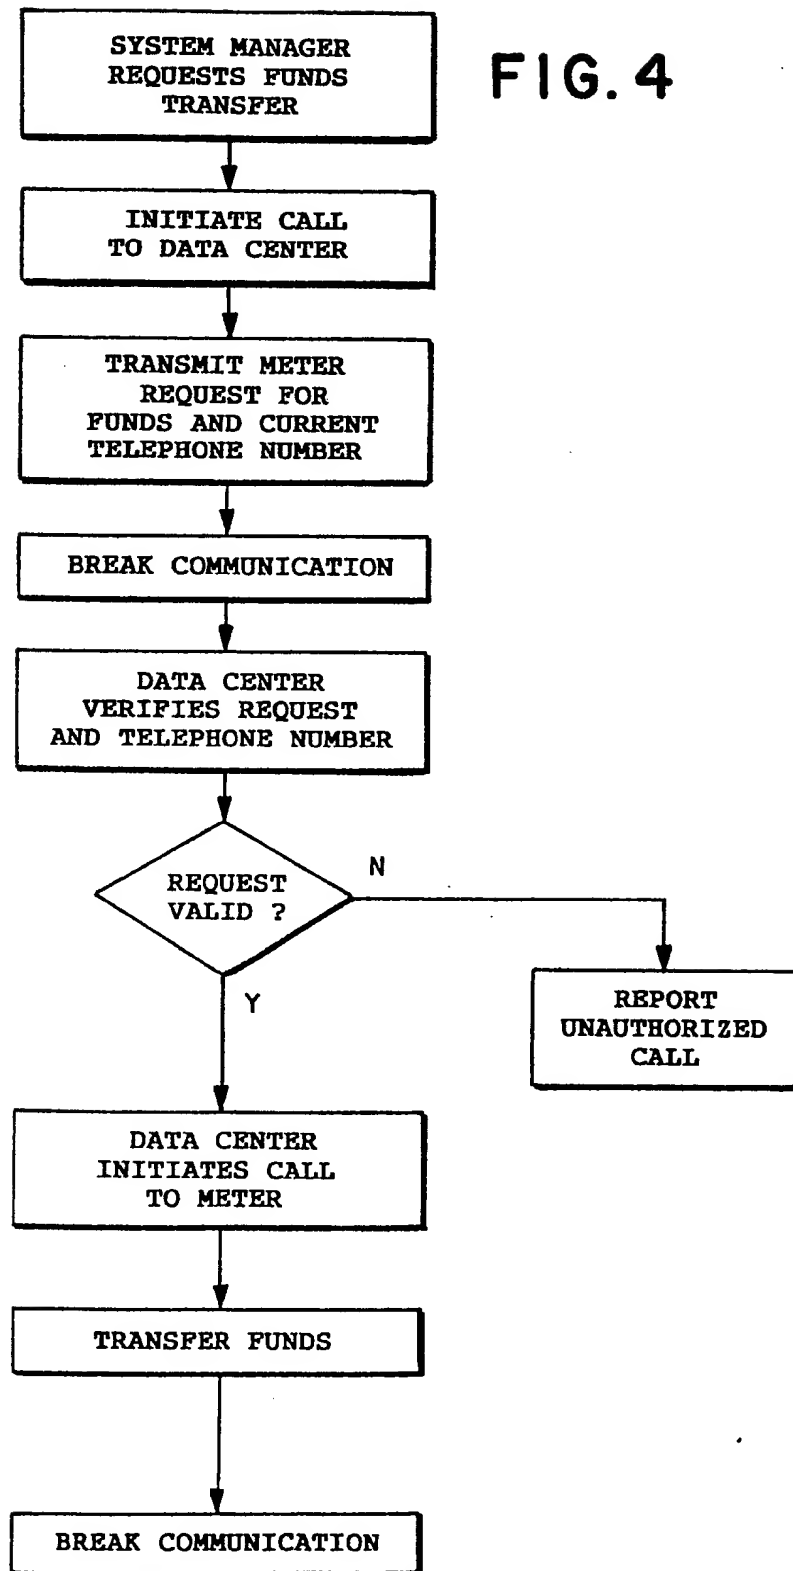 SYSTEM MANAGER
REQUESTS FUNDS
TRANSFER
FIG. 4
INITIATE CALL
TO DATA CENTER
TRANSMIT METER
REQUEST FOR
FUNDS AND CURRENT
TELEPHONE NUMBER
BREAK COMMUNICATION
DATA CENTER
VERIFIES REQUEST
AND TELEPHONE NUMBER
REQUEST
VALID ?
N
Y
REPORT
UNAUTHORIZED
CALL
DATA CENTER
INITIATES CALL
TO METER
TRANSFER FUNDS
BREAK COMMUNICATION